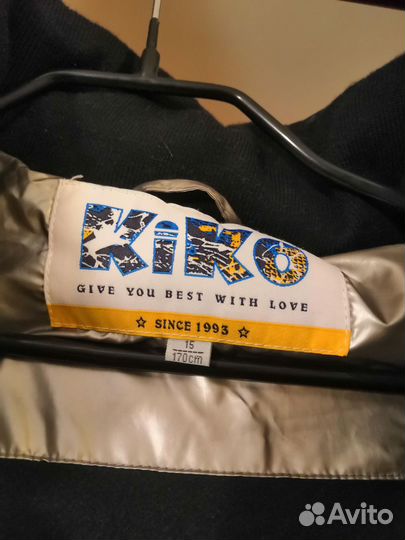 KiKO
GIVE YOU BEST WITH LOVE
☆ SINCE 1993 ☆
15
170cm
Avito